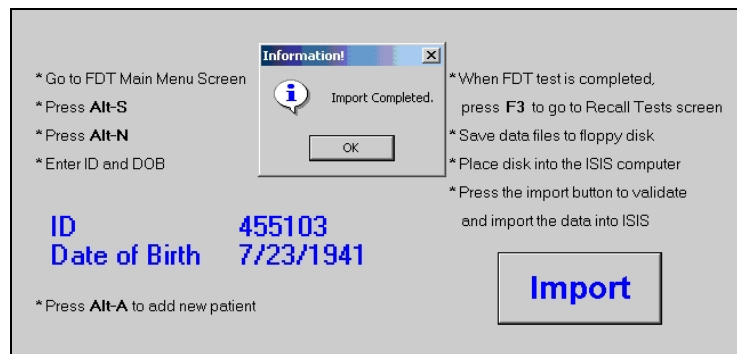 Information!
Import Completed.
OK
*Go to FDT Main Menu Screen
*Press Alt-S
*Press Alt-N
*Enter ID and DOB
ID 455103
Date of Birth 7/23/1941
*Press Alt-A to add new patient
*When FDT test is completed,
press F3 to go to Recall Tests screen
*Save data files to floppy disk
*Place disk into the ISIS computer
*Press the import button to validate
and import the data into ISIS
Import